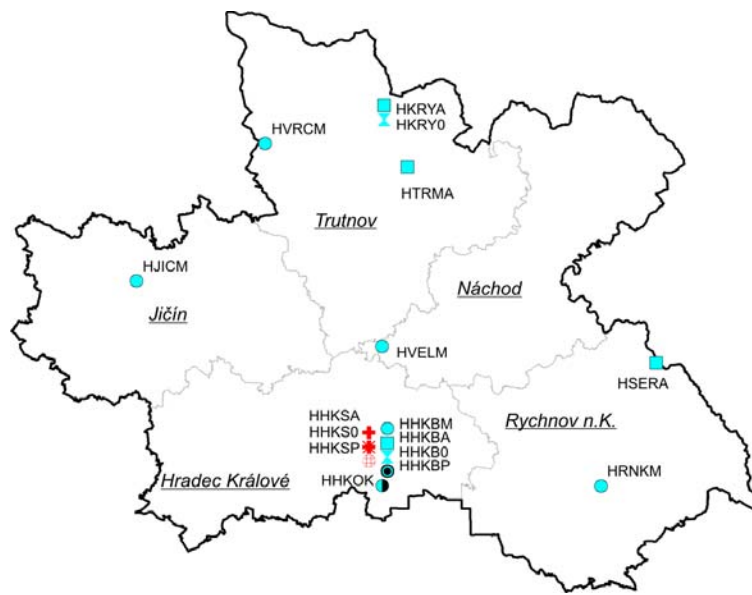 HKRYA
HKRY0
HVRCM
HTRMA
Trutnov
HJICM
Náchod
Jičín
HVELM
HSERA
HHKSA
HHKS0
HHKSP
HHKBM
HHKBA
HHKB0
HHKBP
Rychnov n.K.
Hradec Králové
HHKOK
HRNKM